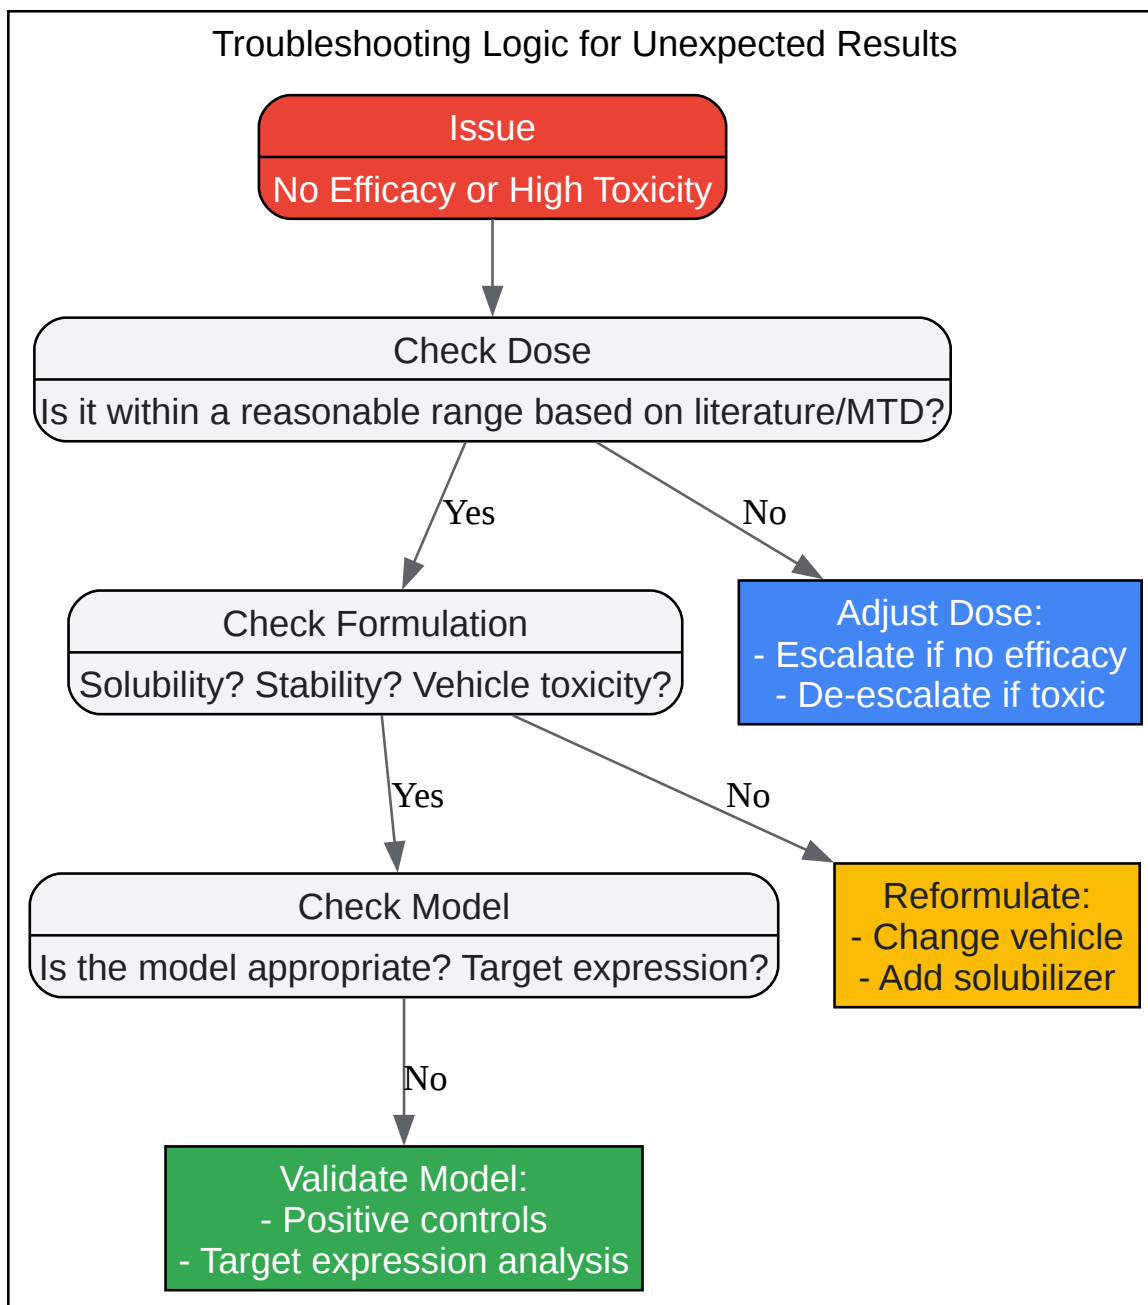 Troubleshooting Logic for Unexpected Results
Issue
No Efficacy or High Toxicity
Check Dose
Is it within a reasonable range based on literature/MTD?
Yes
No
Check Formulation
Solubility? Stability? Vehicle toxicity?
Adjust Dose:
- Escalate if no efficacy
- De-escalate if toxic
Yes
No
Check Model
Is the model appropriate? Target expression?
Reformulate:
- Change vehicle
- Add solubilizer
No
Validate Model:
- Positive controls
- Target expression analysis